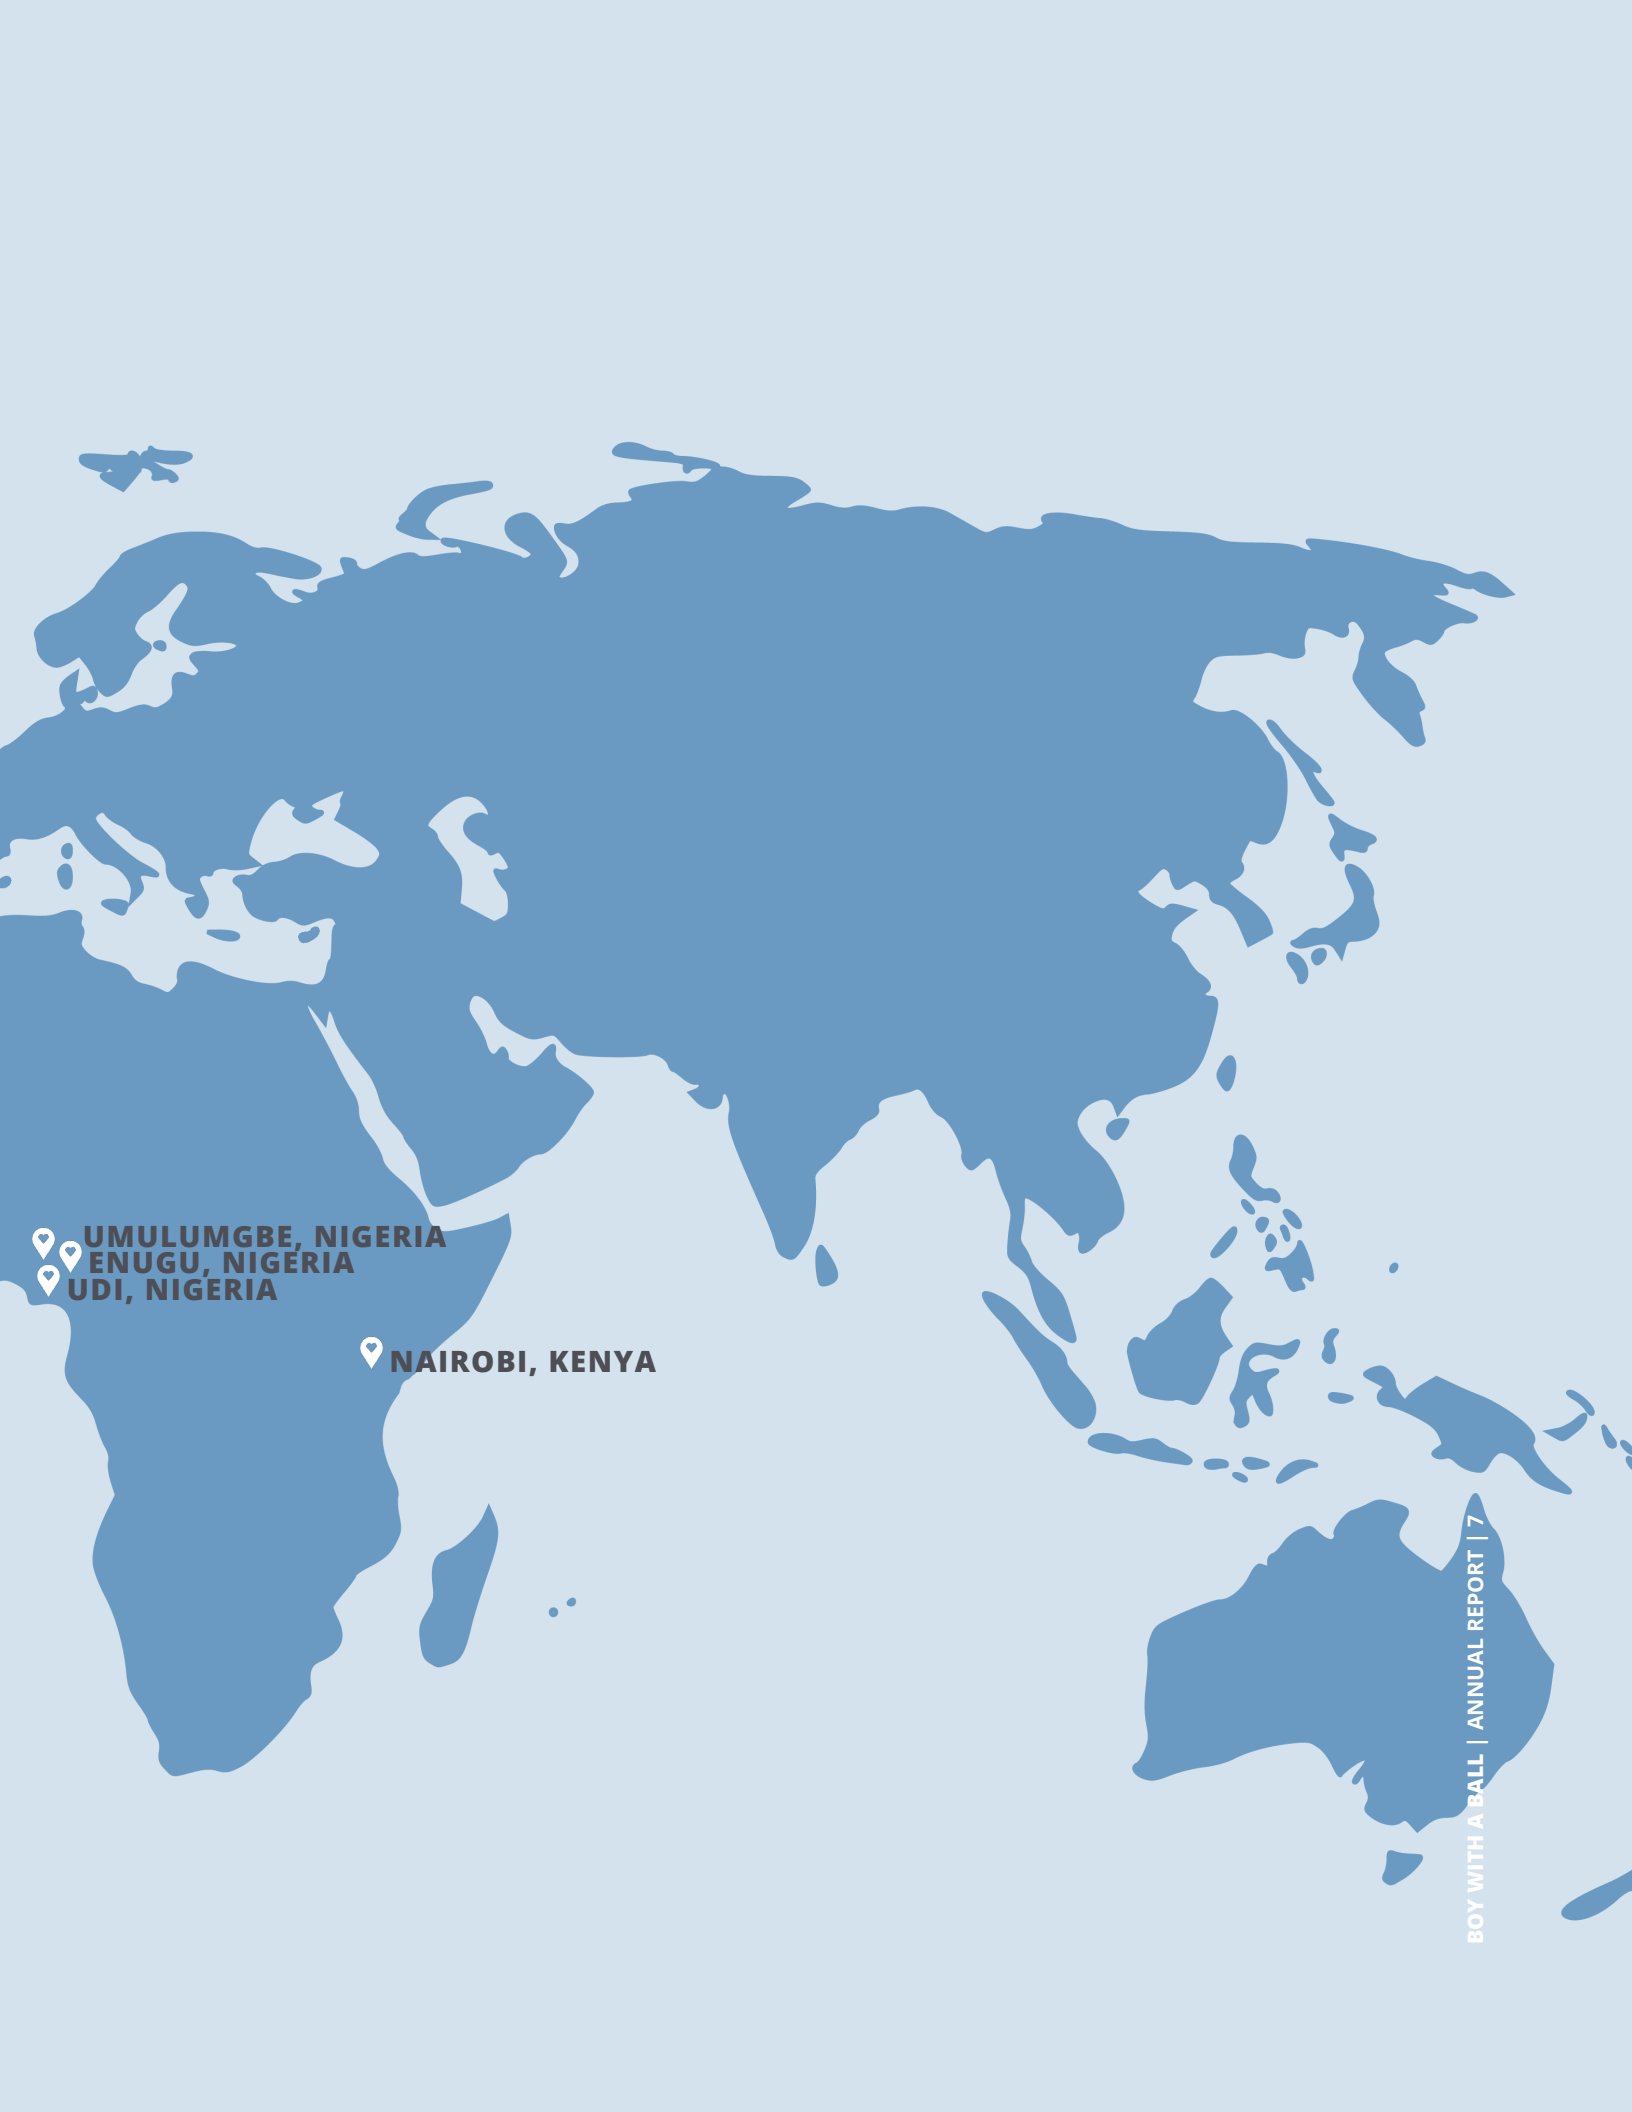 UMULUMGBE, NIGERIA
ENUGU, NIGERIA
UDI, NIGERIA
NAIROBI, KENYA
BOY WITH A BALL | ANNUAL REPORT | 7